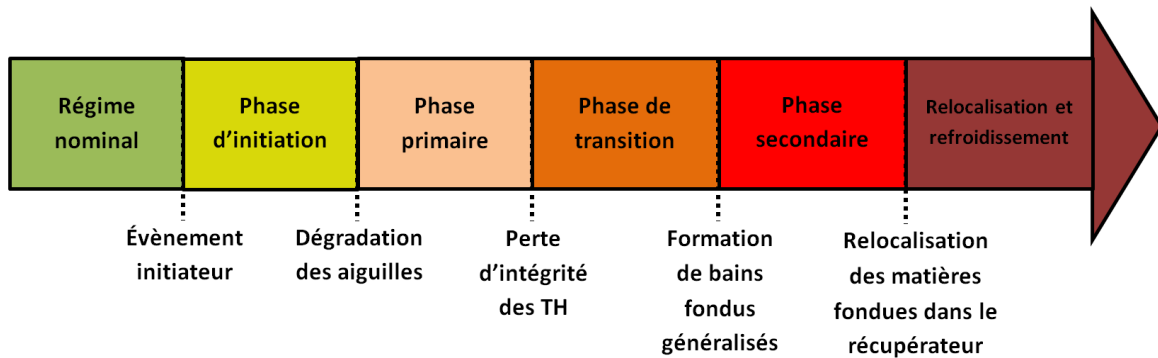 Régime
nominal
Phase
d’initiation
Phase
primaire
Phase de
transition
Phase
secondaire
Relocalisation et
refroidissement
Évènement
initiateur
Dégradation
des aiguilles
Perte
d’intégrité
des TH
Formation
de bains
fondus
généralisés
Relocalisation
des matières
fondues dans le
récupérateur